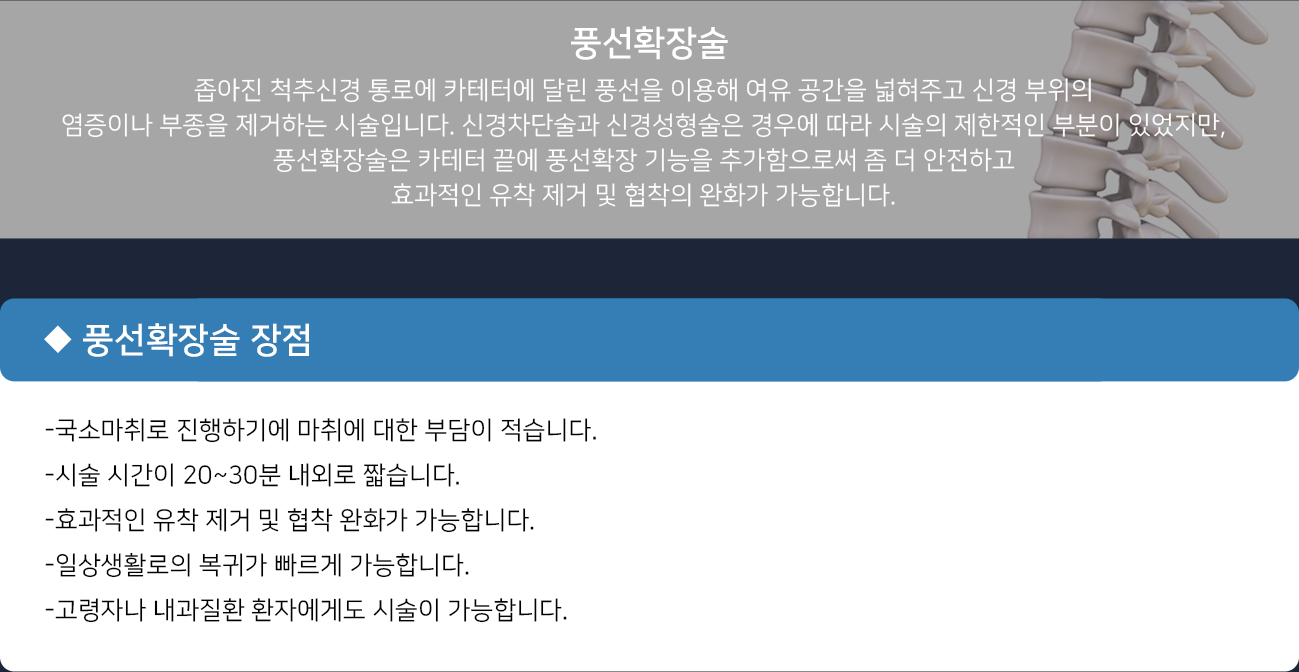 풍선확장술
좁아진 척추신경 통로에 카테터에 달린 풍선을 이용해 여유 공간을 넓혀주고 신경 부위의
염증이나 부종을 제거하는 시술입니다. 신경차단술과 신경성형술은 경우에 따라 시술의 제한적인 부분이 있었지만,
풍선확장술은 카테터 끝에 풍선확장 기능을 추가함으로써 좀 더 안전하고
효과적인 유착 제거 및 협착의 완화가 가능합니다.
◆ 풍선확장술 장점
-국소마취로 진행하기에 마취에 대한 부담이 적습니다.
-시술 시간이 20~30분 내외로 짧습니다.
-효과적인 유착 제거 및 협착 완화가 가능합니다.
-일상생활로의 복귀가 빠르게 가능합니다.
-고령자나 내과질환 환자에게도 시술이 가능합니다.